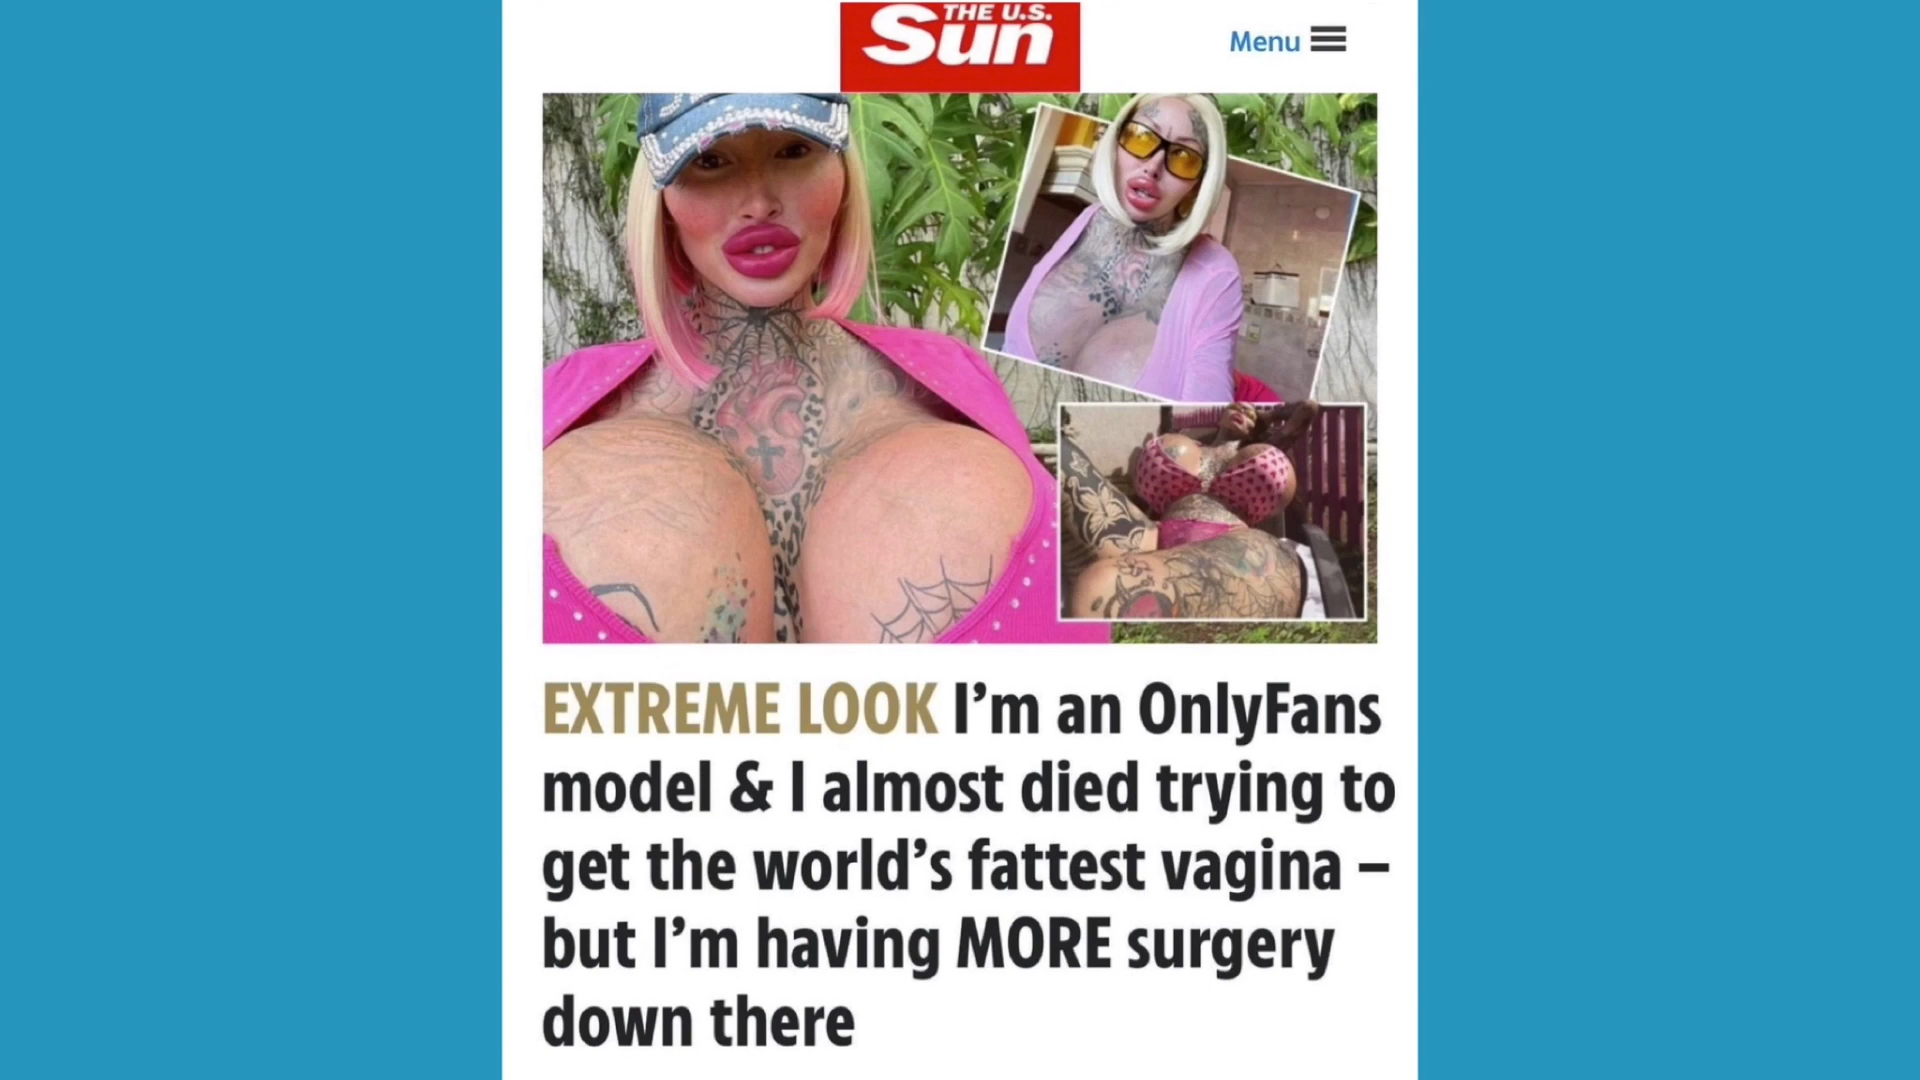 THE U.S.
Sun
Menu
EXTREME LOOK I’m an OnlyFans
model & I almost died trying to
get the world’s fattest vagina –
but I’m having MORE surgery
down there